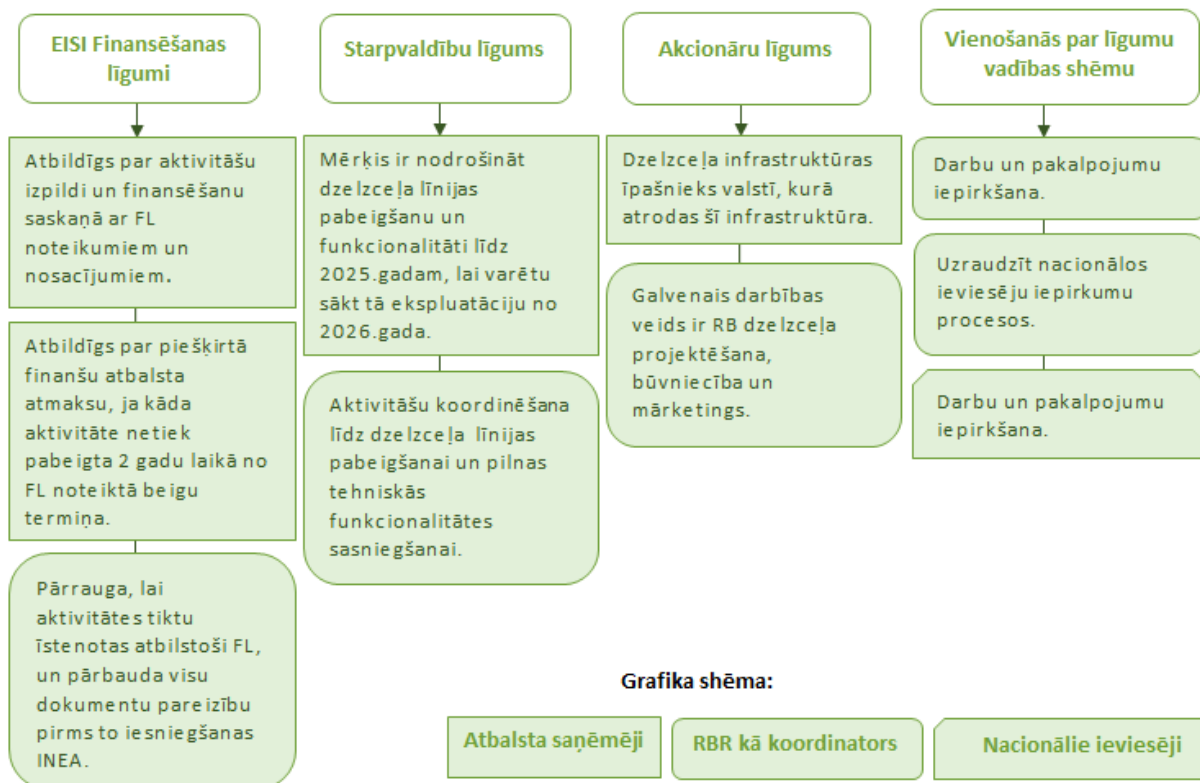 EISI Finansēšanas
līgumi
Atbildīgs par aktivitāšu
izpildi un finansēšanu
saskaņā ar FL
noteikumiem un
nosacījumiem.
Atbildīgs par piešķirtā
finanšu atbalsta
atmaksu, ja kāda
aktivitāte netiek
pabeigta 2 gadu laikā no
FL noteiktā beigu
termiņa.
Pārrauga, lai
aktivitātes tiktu
īstenotas atbilstoši FL,
un pārbauda visu
dokumentu pareizību
pirms to iesniegšanas
INEA.
Starpvaldību līgums
Mērķis ir nodrošināt
dzelzceļa līnijas
pabeigšanu un
funkcionalitāti līdz
2025.gadam, lai varētu
sākt tā ekspluatāciju no
2026.gada.
Aktivitāšu koordinēšana
līdz dzelzceļa līnijas
pabeigšanai un pilnas
tehniskās
funkcionalitātes
sasniegšanai.
Akcionāru līgums
Dzelzceļa infrastruktūras
īpašnieks valstī, kurā
atrodas šī infrastruktūra.
Galvenais darbības
veids ir RB dzelzceļa
projektēšana,
būvniecība un
mārketings.
Vienošanās par līgumu
vadības shēmu
Darbu un pakalpojumu
iepirkšana.
Uzraudzīt nacionālos
ieviesēju iepirkumu
procesos.
Darbu un pakalpojumu
iepirkšana.
Grafika shēma:
Atbalsta saņēmēji
RBR kā koordinators
Nacionālie ieviesēji